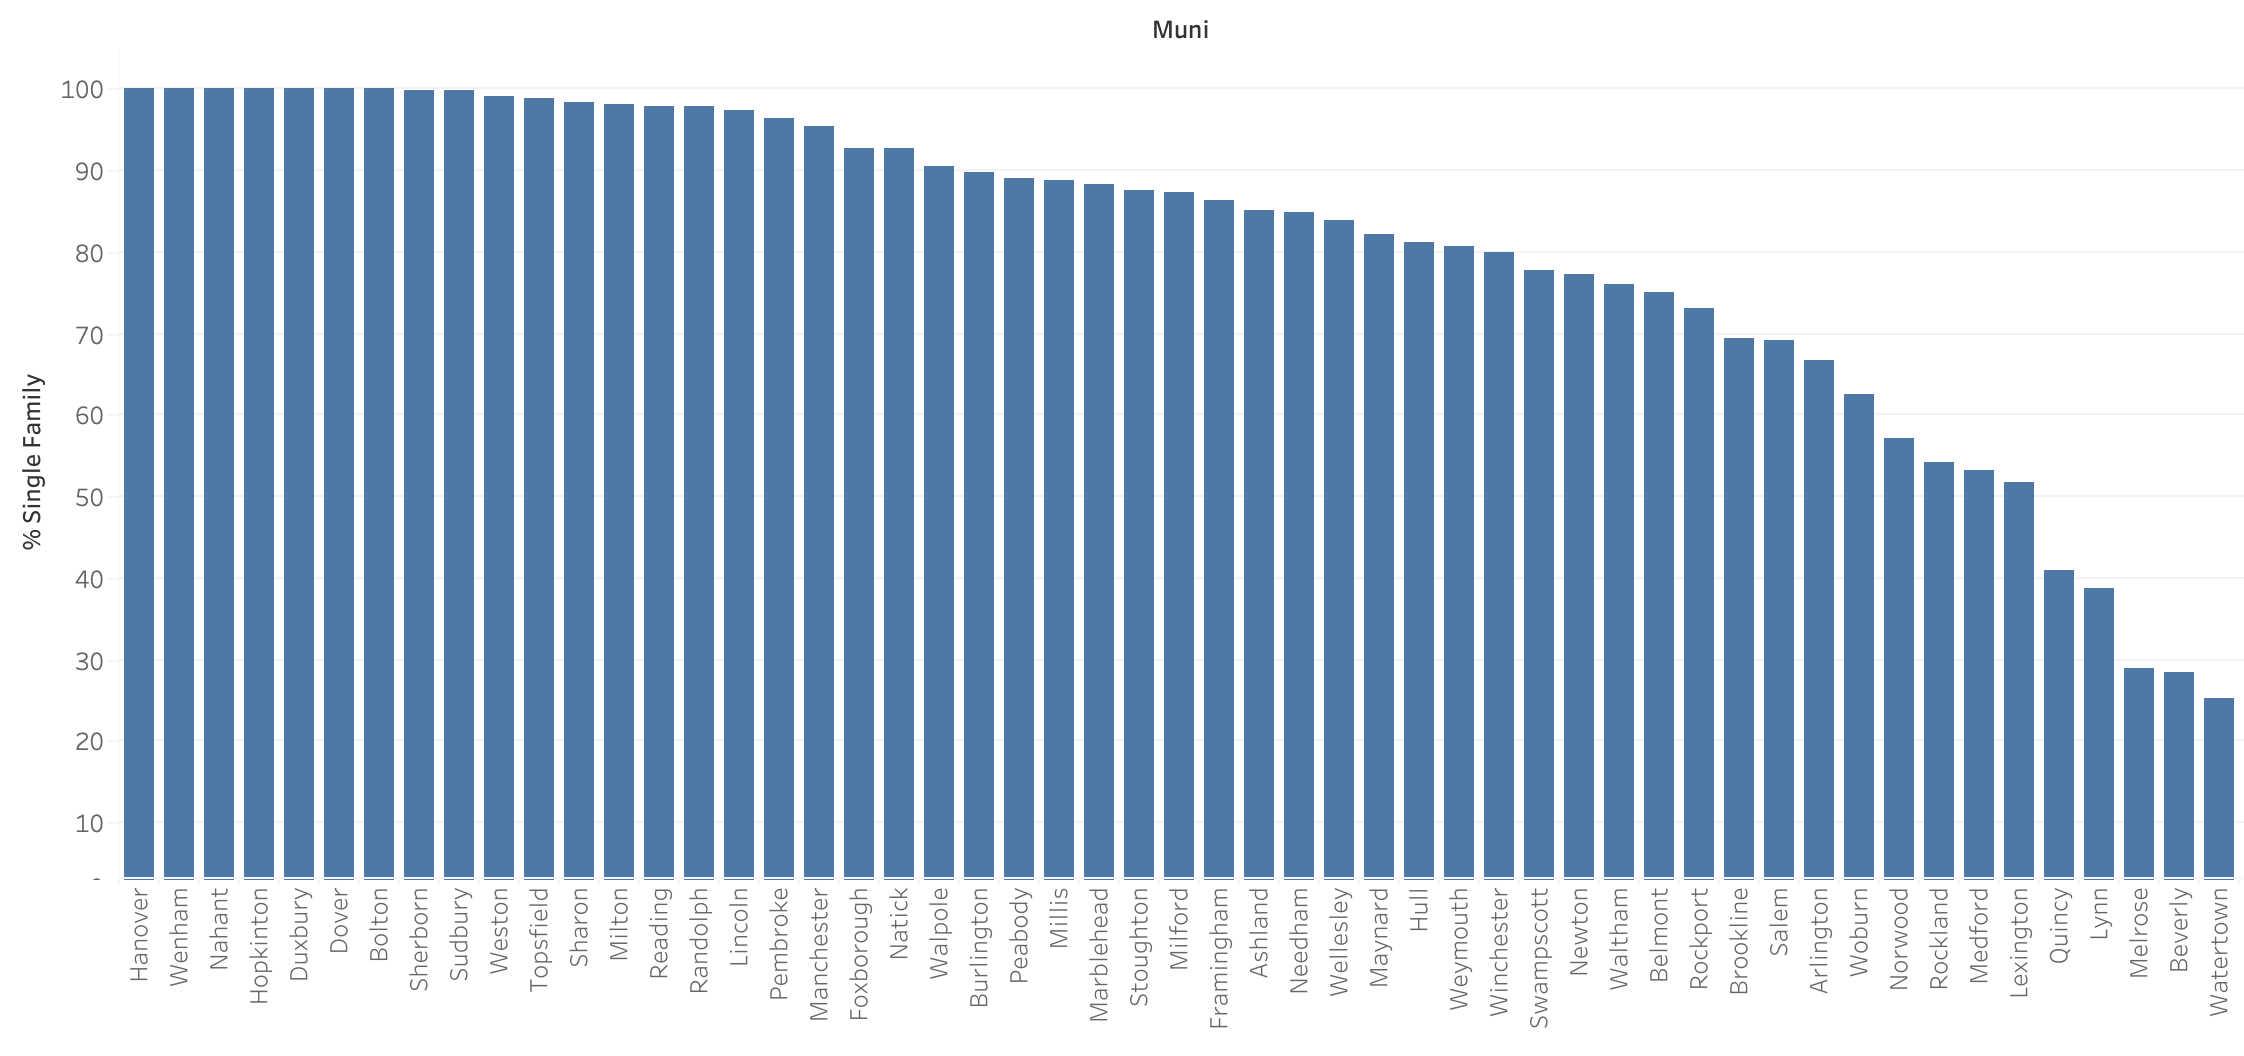 Muni
% Single Family
100
90
80
70
60
50
40
30
20
10
Hanover
Wenham
Nahant
Hopkinton
Duxbury
Dover
Bolton
Sherborn
Sudbury
Weston
Topsfield
Sharon
Milton
Reading
Randolph
Lincoln
Pembroke
Manchester
Foxborough
Natick
Walpole
Burlington
Peabody
Millis
Marblehead
Stoughton
Milford
Framingham
Ashland
Needham
Wellesley
Maynard
Hull
Weymouth
Winchester
Swampscott
Newton
Waltham
Belmont
Rockport
Brookline
Salem
Arlington
Woburn
Norwood
Rockland
Medford
Lexington
Quincy
Lynn
Melrose
Beverly
Watertown